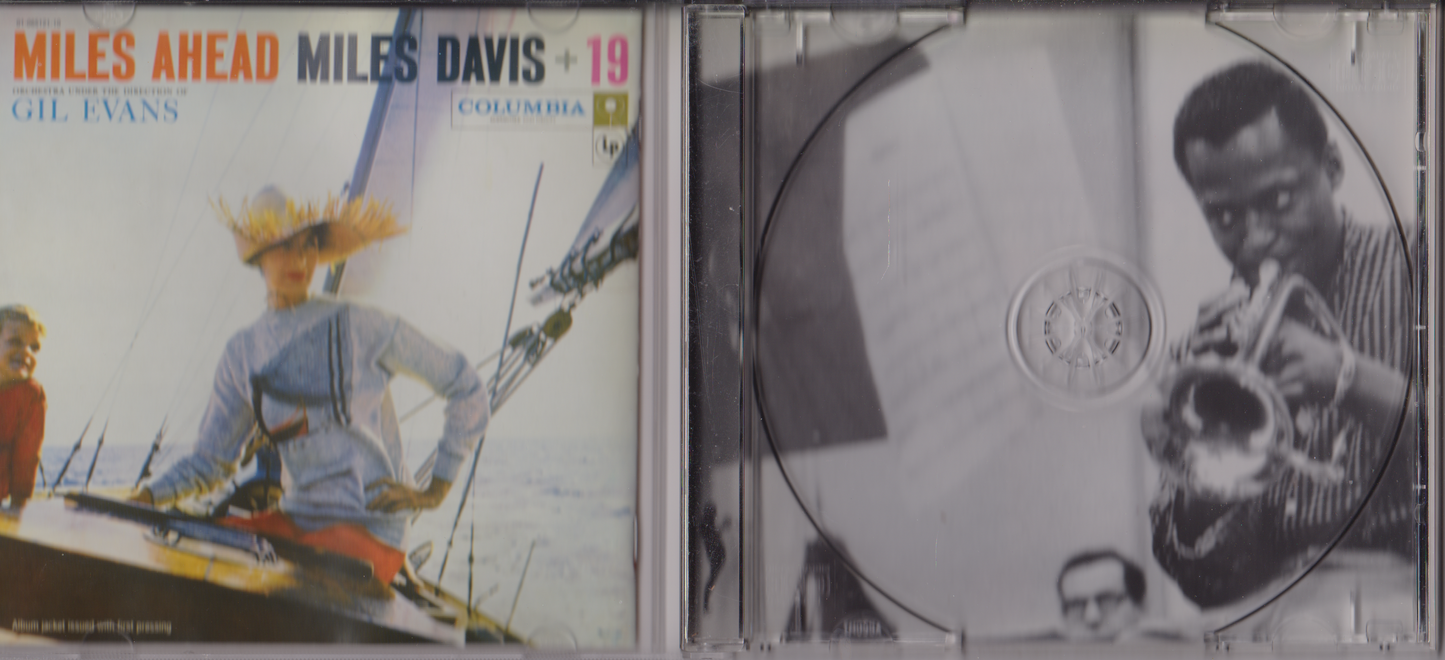 MILES AHEAD MILES DAVIS + 19
ORCHESTRA UNDER THE DIRECTION OF
GIL EVANS
COLUMBIA
Lp
Album jacket issued with first pressing